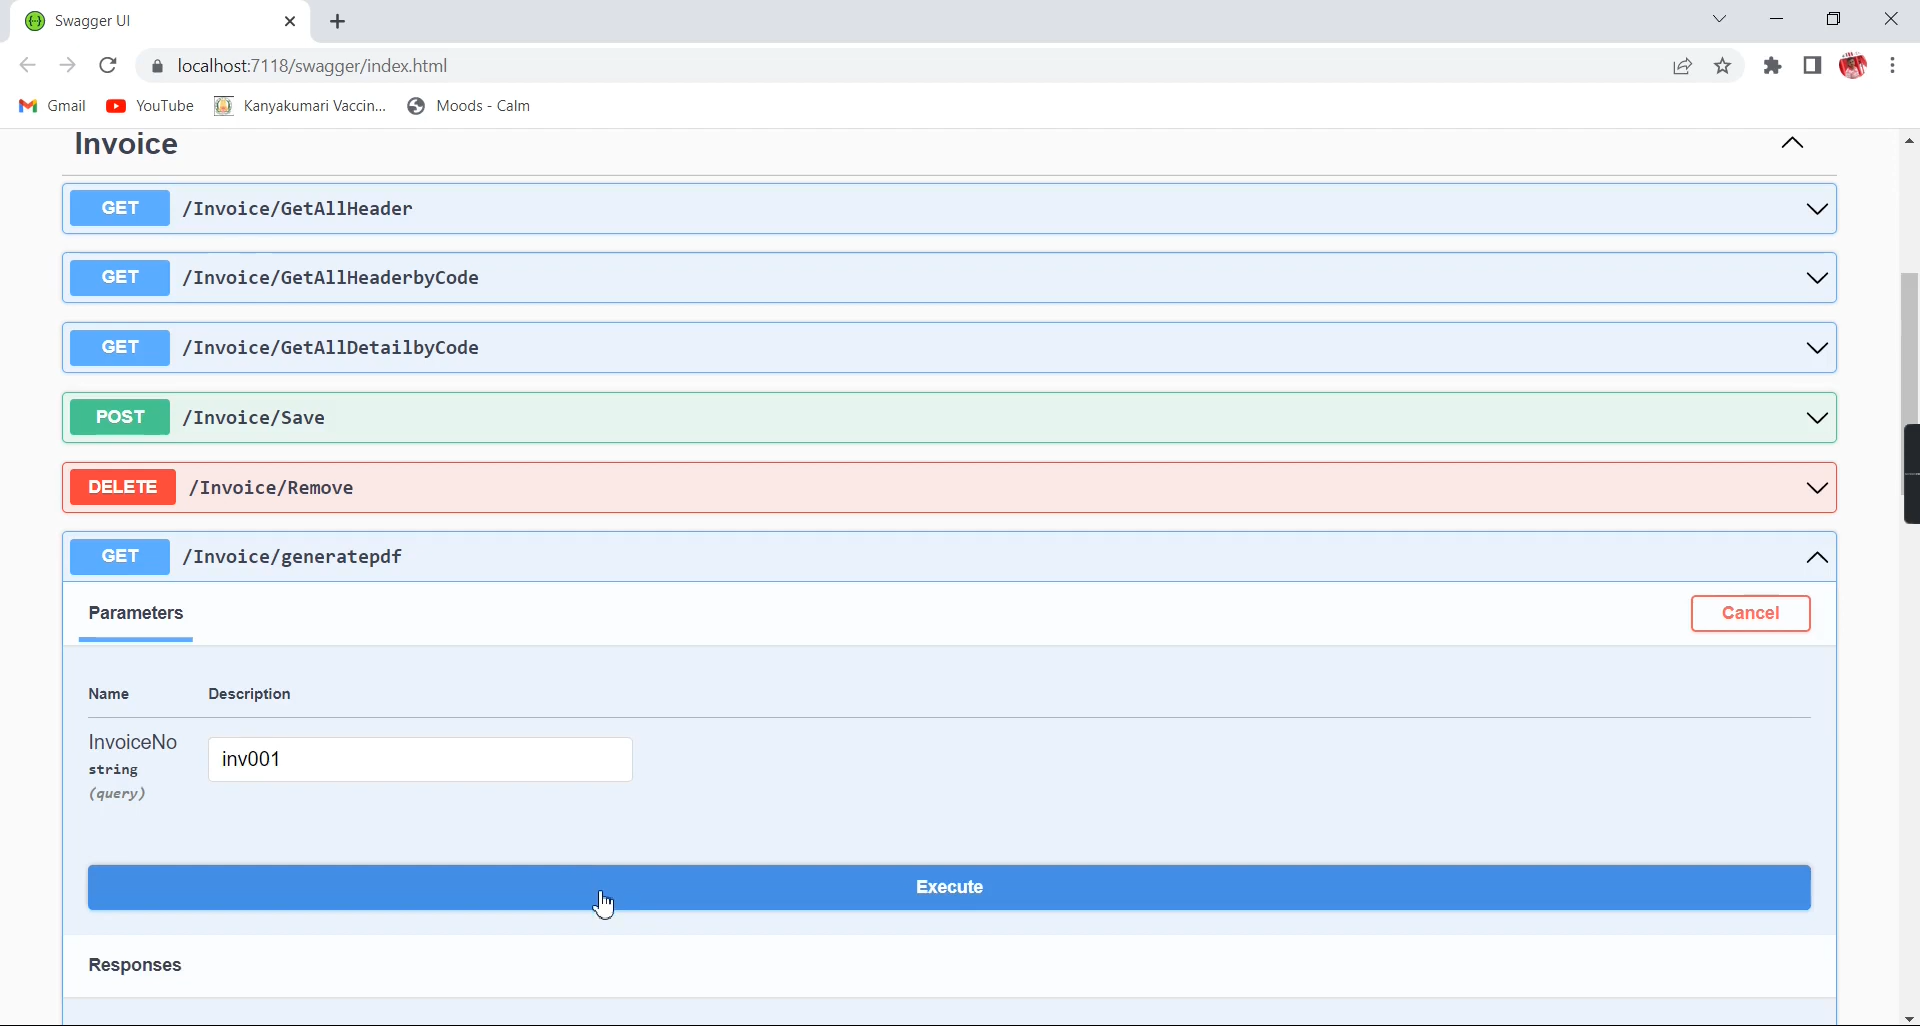 Swagger UI
localhost:7118/swagger/index.html
Gmail YouTube Kanyakumari Vaccin... Moods - Calm
Invoice
GET /Invoice/GetAllHeader
GET /Invoice/GetAllHeaderbyCode
GET /Invoice/GetAllDetailbyCode
POST /Invoice/Save
DELETE /Invoice/Remove
GET /Invoice/generatepdf
Parameters Cancel
Name Description
InvoiceNo inv001
string
(query)
Execute
Responses